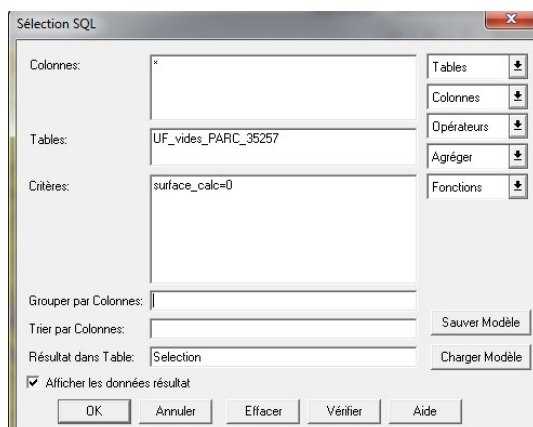 Sélection SQL
Colonnes:
*
Tables
Colonnes
Opérateurs
Tables:
UF_vides_PARC_35257
Agréger
Critères:
surface_calc=0
Fonctions
Grouper par Colonnes:
Trier par Colonnes:
Sauver Modèle
Résultat dans Table:
Selection
Charger Modèle
Afficher les données résultat
OK
Annuler
Effacer
Vérifier
Aide